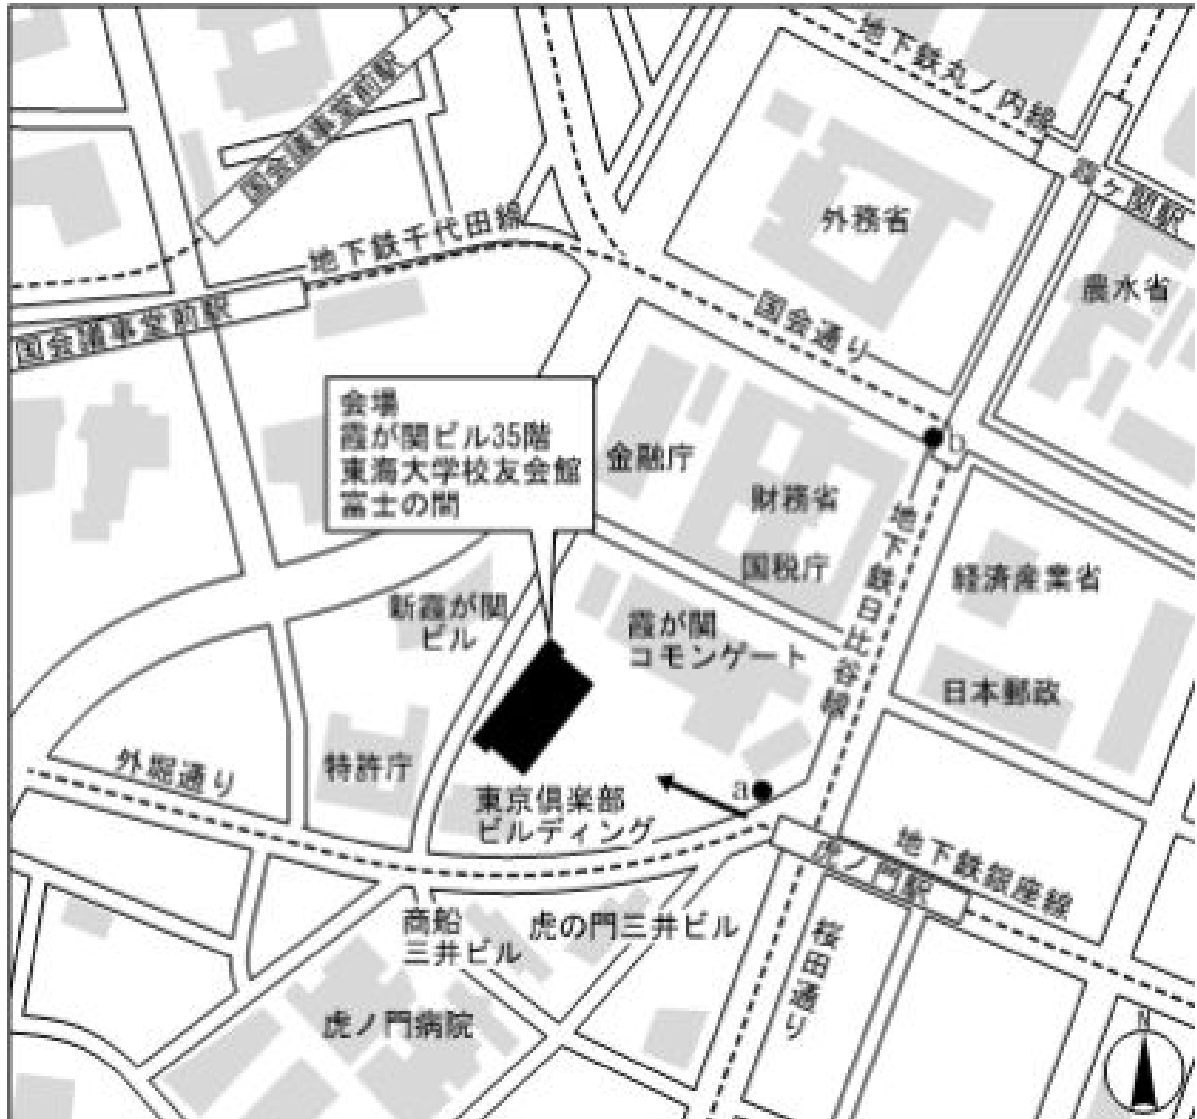 地下鉄丸ノ内線
国会議事堂前駅
霞ヶ関駅
外務省
地下鉄千代田線
農水省
国会通り
国会議事堂前駅
会場
霞が関ビル35階
東海大学校友会館
富士の間
金融庁
b
財務省
国税庁
地下鉄日比谷線
経済産業省
新霞が関
ビル
霞が関
コモンゲート
日本郵政
外堀通り
特許庁
a
東京倶楽部
ビルディング
虎ノ門駅
地下鉄銀座線
商船
三井ビル
虎の門三井ビル
桜田通り
虎ノ門病院
N